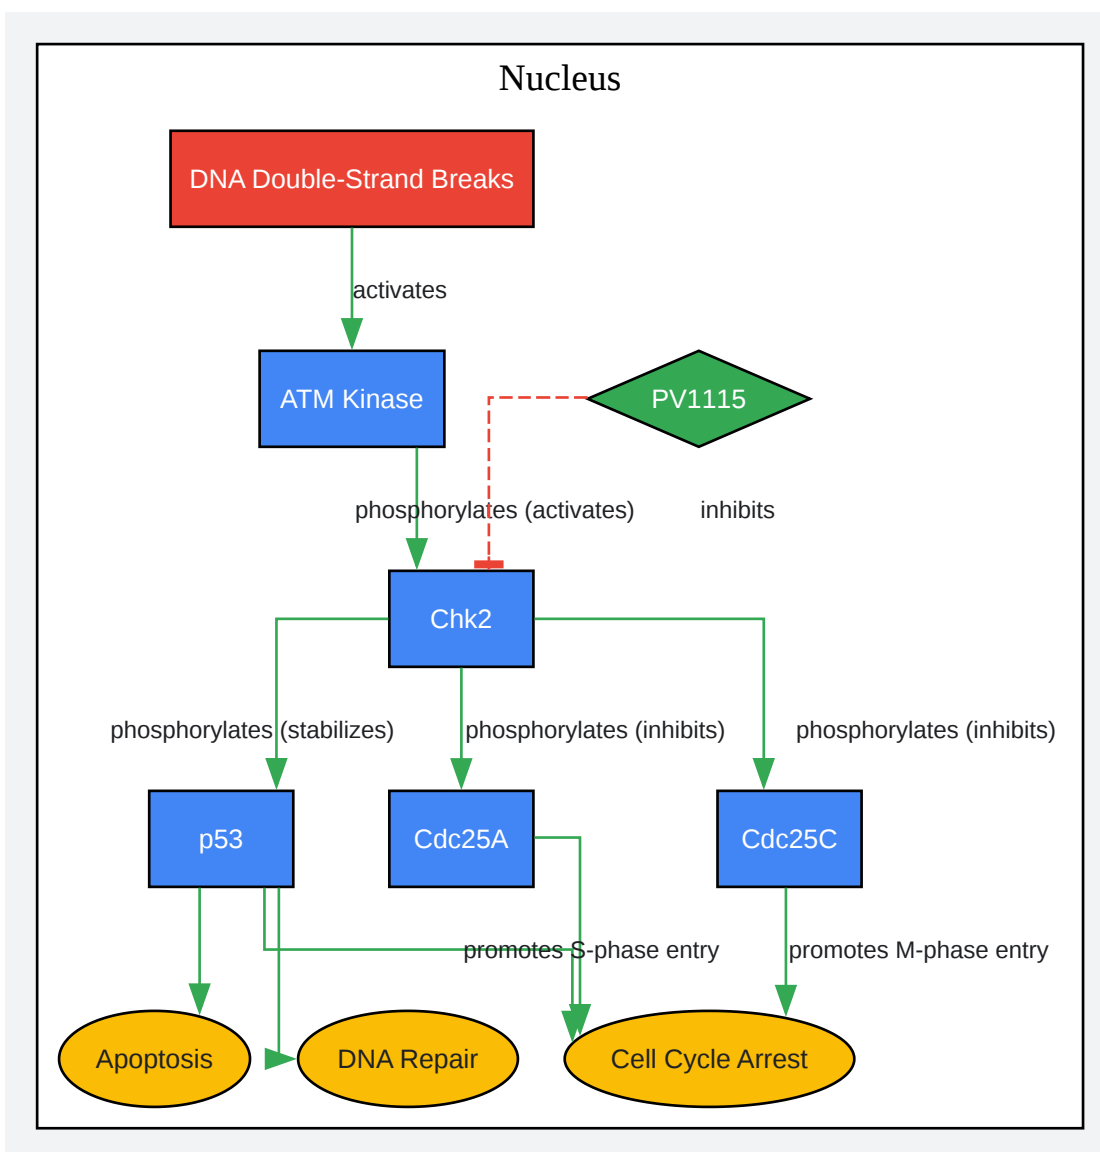 Nucleus
DNA Double-Strand Breaks
activates
ATM Kinase
PV1115
phosphorylates (activates)
inhibits
Chk2
phosphorylates (stabilizes)
phosphorylates (inhibits)
phosphorylates (inhibits)
p53
Cdc25A
Cdc25C
promotes S-phase entry
promotes M-phase entry
Apoptosis
DNA Repair
Cell Cycle Arrest